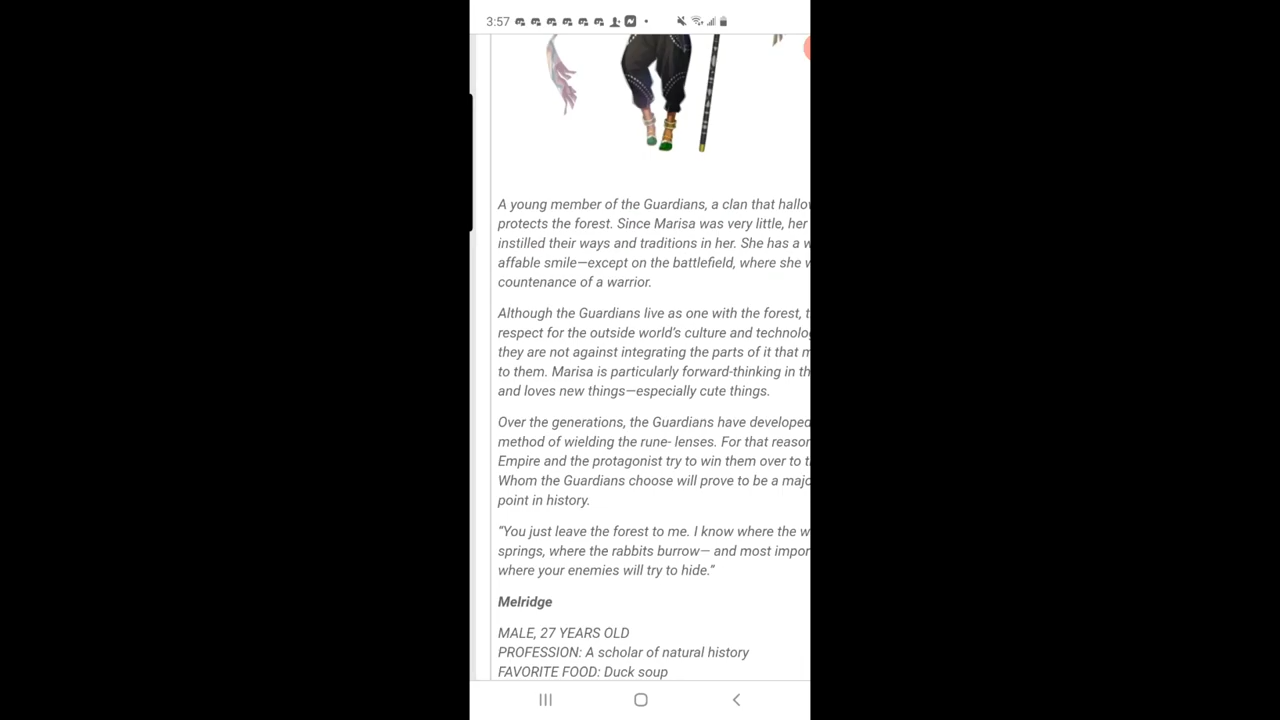 3:57
A young member of the Guardians, a clan that
protects the forest. Since Marisa was very little, her
instilled their ways and traditions in her. She has a
affable smile—except on the battlefield, where she
countenance of a warrior.
Although the Guardians live as one with the forest,
respect for the outside world's culture and
they are not against integrating the parts of it that
to them. Marisa is particularly forward-thinking in
and loves new things—especially cute things.
Over the generations, the Guardians have developed
method of wielding the rune- lenses. For that reason
Empire and the protagonist try to win them over to
Whom the Guardians choose will prove to be a
point in history.
“You just leave the forest to me. I know where the
springs, where the rabbits burrow— and most
where your enemies will try to hide.”
Melridge
MALE, 27 YEARS OLD
PROFESSION: A scholar of natural history
FAVORITE FOOD: Duck soup